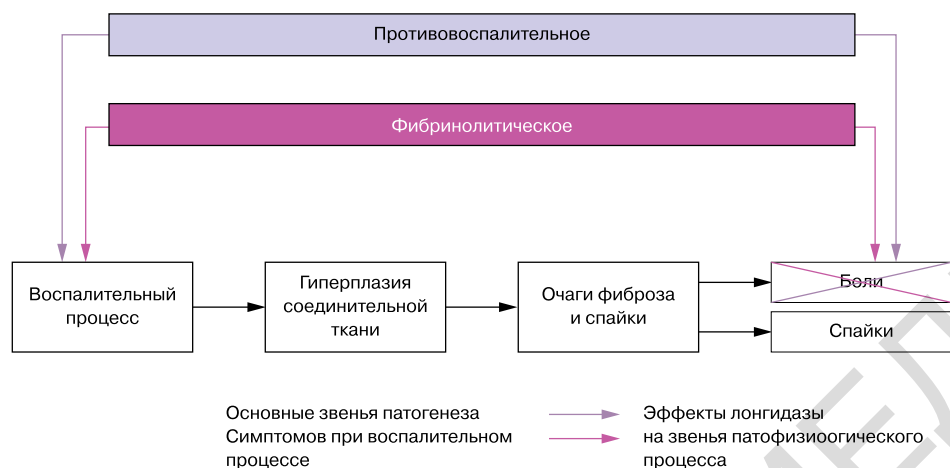 Противовоспалительное
Фибринолитическое
Воспалительный
процесс
Гиперплазия
соединительной
ткани
Очаги фиброза
и спайки
Боли
Спайки
Основные звенья патогенеза
Симптомов при воспалительном
процессе
Эффекты лонгидазы
на звенья патофизиоогического
процесса